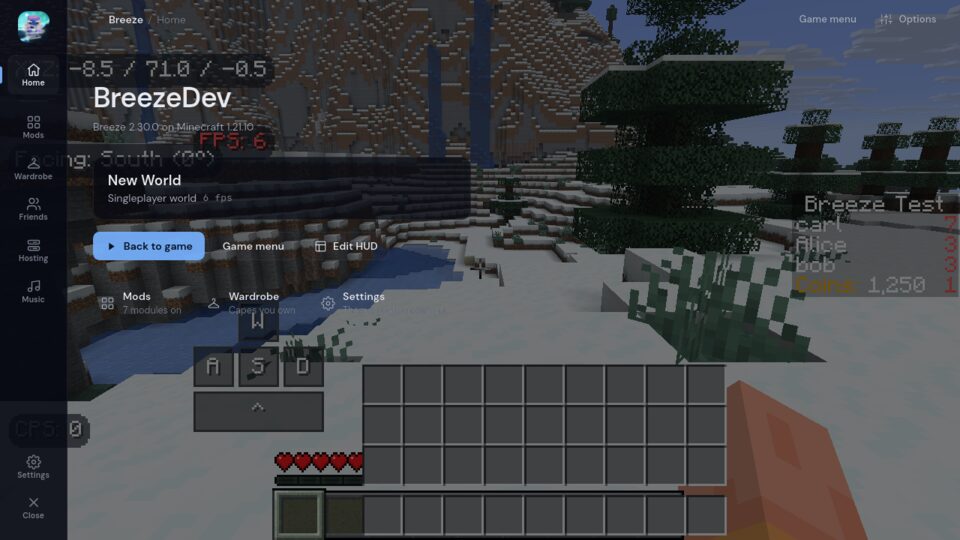 Breeze / Home
Game menu
Options
-8.5 / 71.0 / -0.5
Home
BreezeDev
Breeze 2.30.0 on Minecraft 1.21.10
FPS: 6
Mods
Facing: South (0°)
Wardrobe
New World
Singleplayer world 6 fps
Friends
Breeze Test
carl 7
Alice 3
bob 3
Coins: 1,250 1
Back to game
Game menu
Edit HUD
Hosting
Music
Mods
7 modules on
Wardrobe
Capes you own
Settings
W
A
S
D
^
CPS: 0
Settings
Close